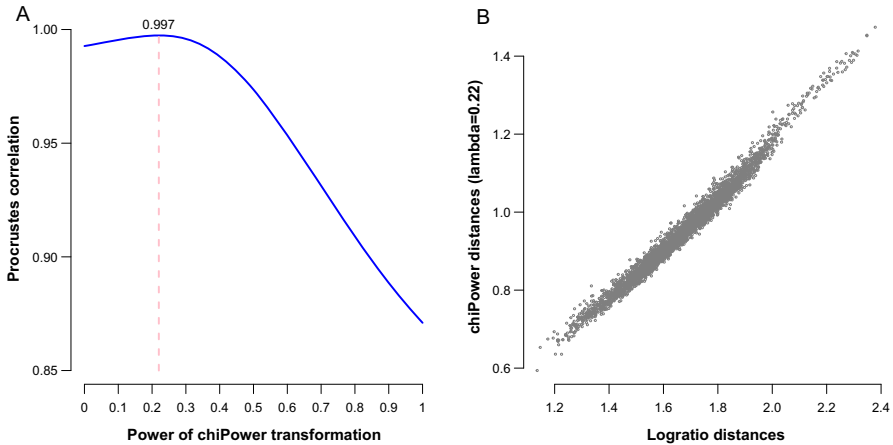 A
0.997
1.00
0.95
0.90
0.85
Procrustes correlation
0 0.1 0.2 0.3 0.4 0.5 0.6 0.7 0.8 0.9 1
Power of chiPower transformation
B
1.4
1.2
1.0
0.8
0.6
chiPower distances (lambda=0.22)
1.2 1.4 1.6 1.8 2.0 2.2 2.4
Logratio distances